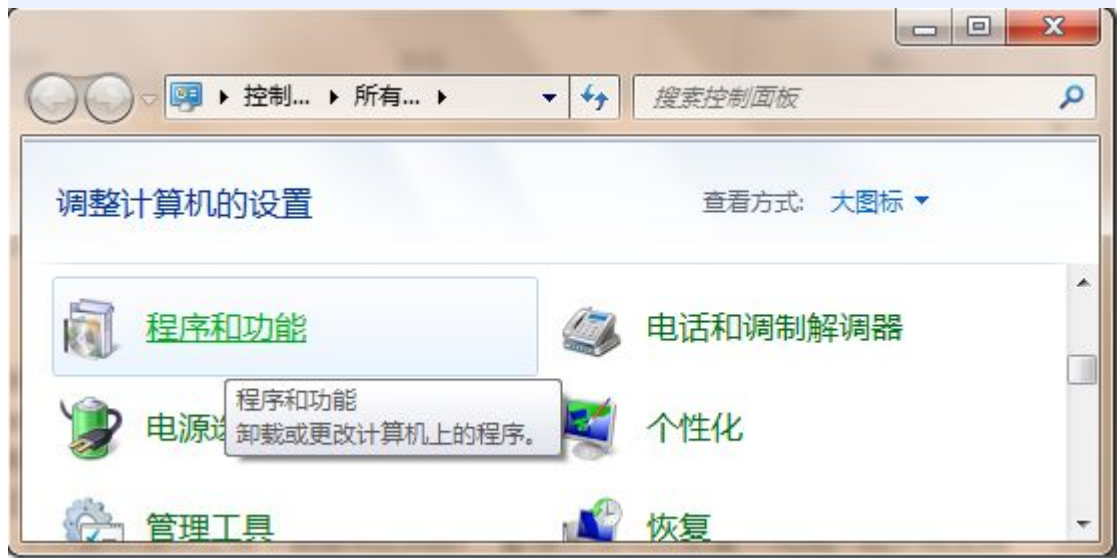 控制... 所有... 搜索控制面板
调整计算机的设置 查看方式: 大图标
程序和功能 电话和调制解调器
程序和功能
卸载或更改计算机上的程序。
电源选 个性化
管理工具 恢复